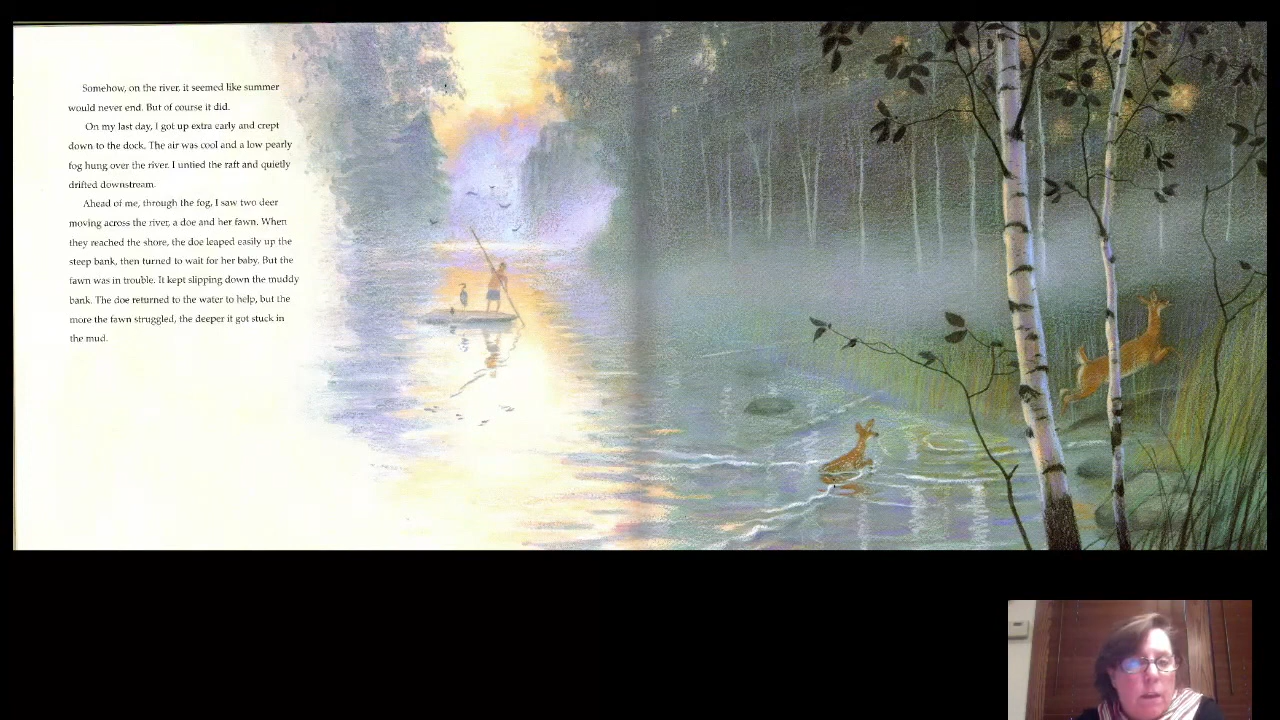 Somehow, on the river, it seemed like summer
would never end. But of course it did.
On my last day, I got up extra early and crept
down to the dock. The air was cool and a low pearly
fog hung over the river. I untied the raft and quietly
drifted downstream.
Ahead of me, through the fog, I saw two deer
moving across the river, a doe and her fawn. When
they reached the shore, the doe leaped easily up the
steep bank, then turned to wait for her baby. But the
fawn was in trouble. It kept slipping down the muddy
bank. The doe returned to the water to help, but the
more the fawn struggled, the deeper it got stuck in
the mud.